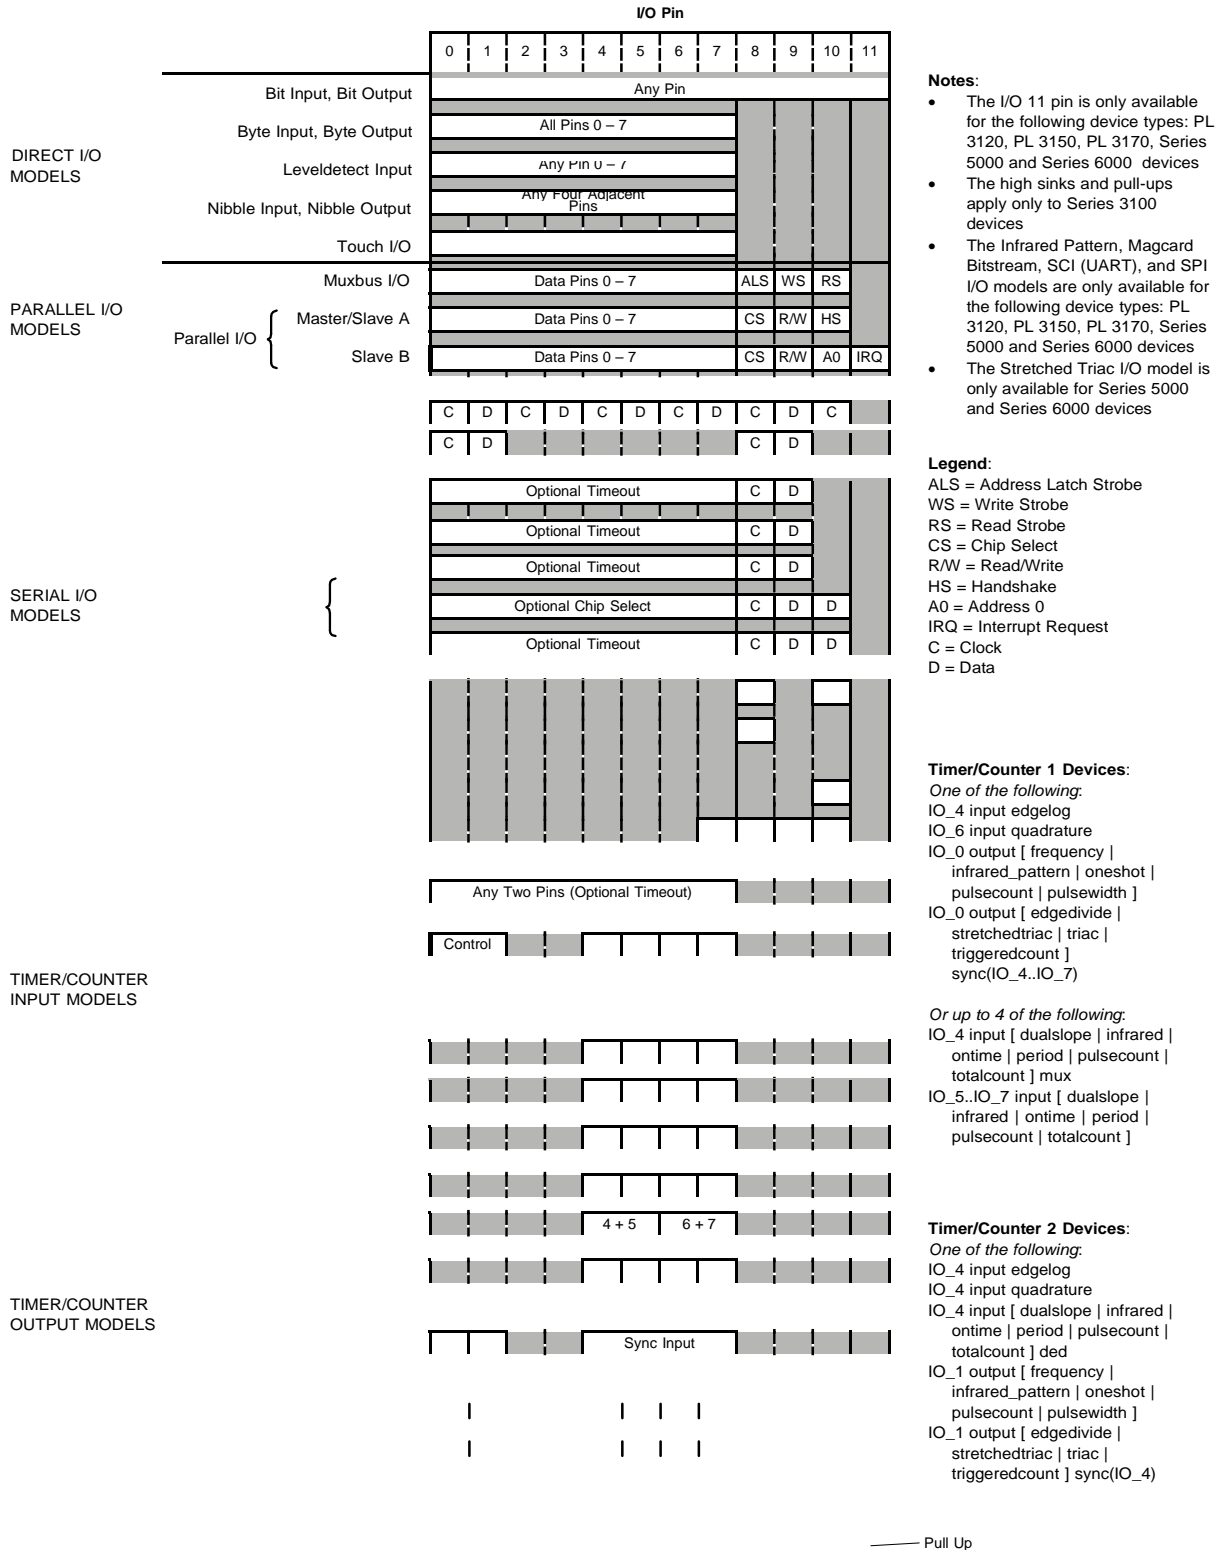 I/O Pin
0 1 2 3 4 5 6 7 8 9 10 11
Bit Input, Bit Output Any Pin
Byte Input, Byte Output All Pins 0 – 7
DIRECT I/O
MODELS
Leveldetect Input Any Pin 0 – 7
Nibble Input, Nibble Output Any Four Adjacent
Pins
Touch I/O
Muxbus I/O Data Pins 0 – 7 ALS WS RS
PARALLEL I/O
MODELS
Parallel I/O
Master/Slave A Data Pins 0 – 7 CS R/W HS
Slave B Data Pins 0 – 7 CS R/W A0 IRQ
C D C D C D C D C D C
C D C D
Optional Timeout C D
Optional Timeout C D
Optional Timeout C D
SERIAL I/O
MODELS
Optional Chip Select C D D
Optional Timeout C D D
Any Two Pins (Optional Timeout)
Control
TIMER/COUNTER
INPUT MODELS
4 + 5 6 + 7
TIMER/COUNTER
OUTPUT MODELS
Sync Input
Notes:
• The I/O 11 pin is only available
for the following device types: PL
3120, PL 3150, PL 3170, Series
5000 and Series 6000 devices
• The high sinks and pull-ups
apply only to Series 3100
devices
• The Infrared Pattern, Magcard
Bitstream, SCI (UART), and SPI
I/O models are only available for
the following device types: PL
3120, PL 3150, PL 3170, Series
5000 and Series 6000 devices
• The Stretched Triac I/O model is
only available for Series 5000
and Series 6000 devices
Legend:
ALS = Address Latch Strobe
WS = Write Strobe
RS = Read Strobe
CS = Chip Select
R/W = Read/Write
HS = Handshake
A0 = Address 0
IRQ = Interrupt Request
C = Clock
D = Data
Timer/Counter 1 Devices:
One of the following:
IO_4 input edgelog
IO_6 input quadrature
IO_0 output [ frequency |
infrared_pattern | oneshot |
pulsecount | pulsewidth ]
IO_0 output [ edgedivide |
stretchedtriac | triac |
triggeredcount ]
sync(IO_4..IO_7)
Or up to 4 of the following:
IO_4 input [ dualslope | infrared |
ontime | period | pulsecount |
totalcount ] mux
IO_5..IO_7 input [ dualslope |
infrared | ontime | period |
pulsecount | totalcount ]
Timer/Counter 2 Devices:
One of the following:
IO_4 input edgelog
IO_4 input quadrature
IO_4 input [ dualslope | infrared |
ontime | period | pulsecount |
totalcount ] ded
IO_1 output [ frequency |
infrared_pattern | oneshot |
pulsecount | pulsewidth ]
IO_1 output [ edgedivide |
stretchedtriac | triac |
triggeredcount ] sync(IO_4)
Pull Up